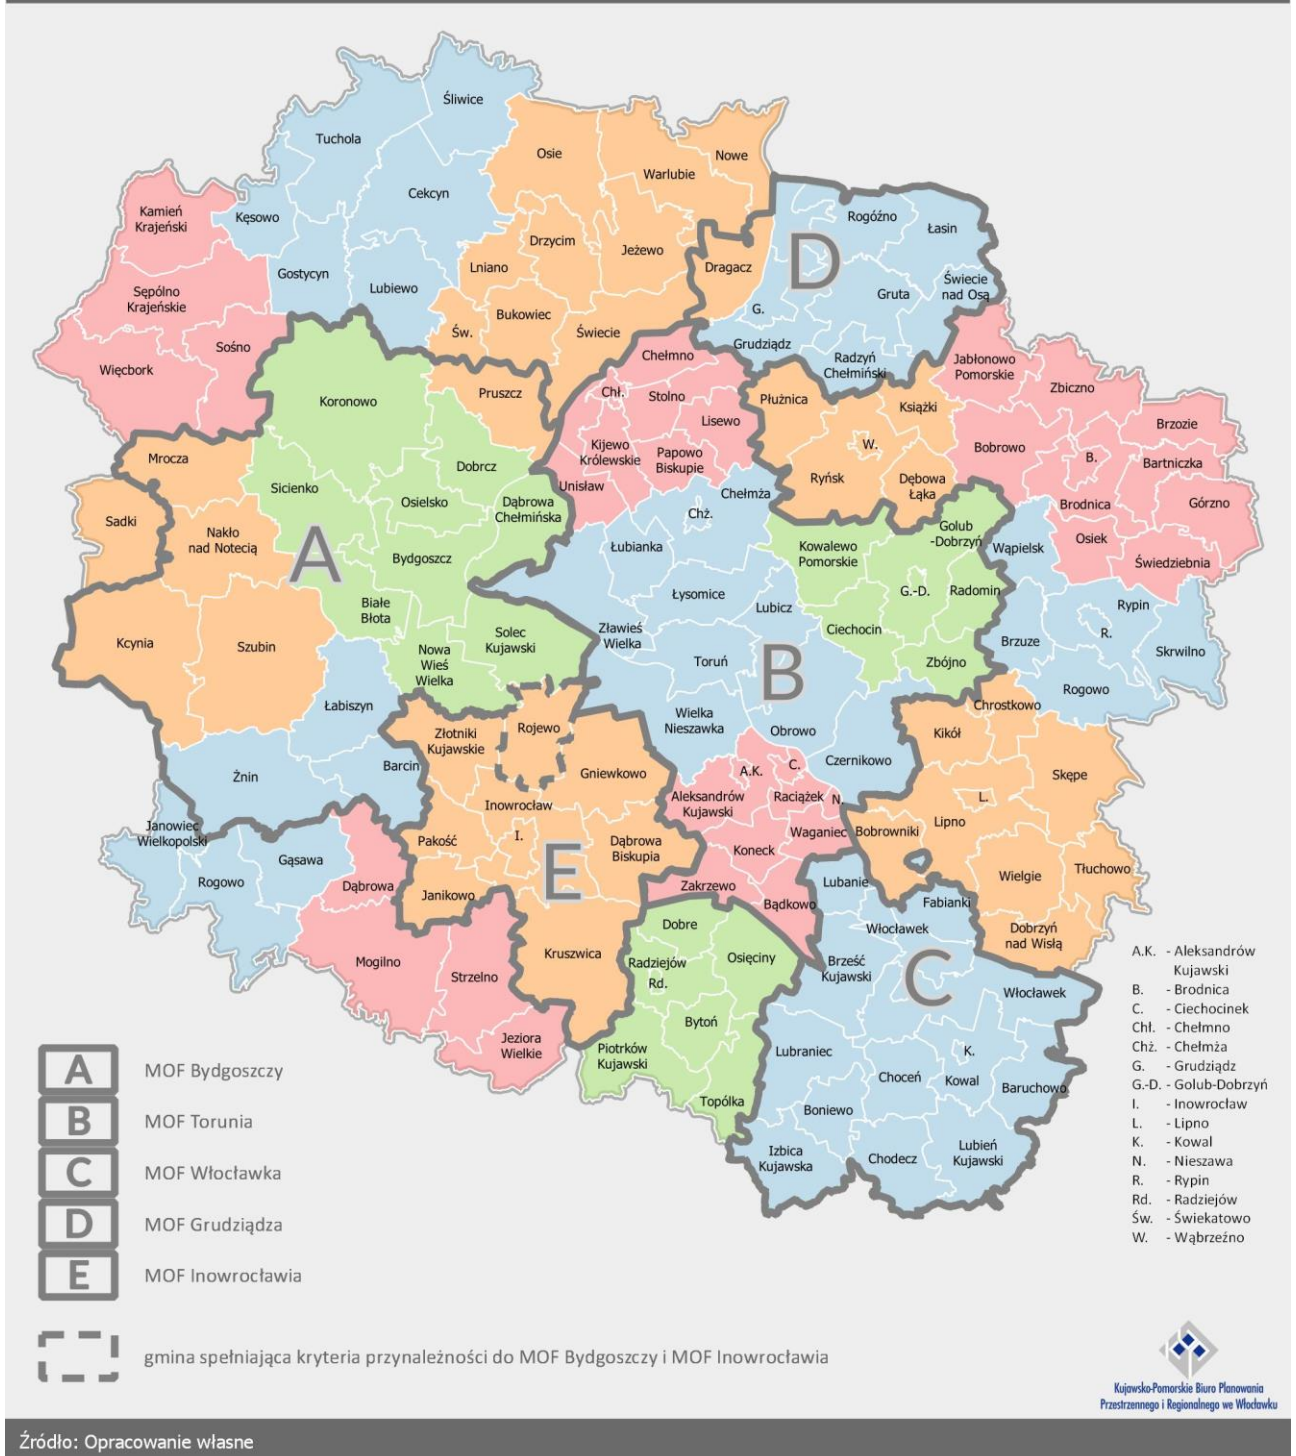 Śliwice
Tuchola
Osie
Nowe
Warlubie
Cekcyn
Kamień
Krajeński
Kęsowo
Rogóźno
Łasin
Drzycim
Jeżewo
D
Lniano
Dragacz
Gostycyn
Lubiewo
Świecie
nad Osą
Gruta
Sępólno
Krajeńskie
G.
Bukowiec
Św.
Świecie
Grudziądz
Sośno
Chełmno
Radzyń
Chełmiński
Jabłonowo
Pomorskie
Więcbork
Zbiczno
Pruszcz
Chł.
Stolno
Płużnica
Koronowo
Książki
Lisewo
Brzozie
Kijewo
Królewskie
W.
Bobrowo
Papowo
Biskupie
B.
Bartniczka
Mrocza
Dobrcz
Ryńsk
Dębowa
Łąka
Sicienko
Unisław
Chełmża
Osielsko
Dąbrowa
Chełmińska
Brodnica
Górzno
Sadki
Chż.
Nakło
nad Notecią
Golub
-Dobrzyń
Osiek
A
Łubianka
Kowalewo
Pomorskie
Wąpielsk
Bydgoszcz
Świedziebnia
Łysomice
G.-D.
Radomin
Białe
Błota
Lubicz
Rypin
Zławieś
Wielka
Ciechocin
R.
Solec
Kujawski
Kcynia
Szubin
Brzuze
Nowa
Wieś
Wielka
Toruń
B
Zbójno
Skrwilno
Rogowo
Łabiszyn
Wielka
Nieszawka
Chrostkowo
Rojewo
Obrowo
Kikół
Złotniki
Kujawskie
Czernikowo
Barcin
Gniewkowo
A.K.
C.
Skępe
Żnin
Aleksandrów
Kujawski
Raciążek
N.
L.
Inowrocław
Janowiec
Wielkopolski
I.
Waganiec
Bobrowniki
Lipno
Pakość
Dąbrowa
Biskupia
Koneck
Gąsawa
E
Tłuchowo
Wielgie
Rogowo
Dąbrowa
Janikowo
Zakrzewo
Lubanie
Bądkowo
Fabianki
Dobre
Włocławek
Dobrzyń
nad Wisłą
Kruszwica
Mogilno
Radziejów
Osięciny
Brześć
Kujawski
Strzelno
Rd.
C
Włocławek
Bytoń
Jeziora
Wielkie
Piotrków
Kujawski
Lubraniec
K.
Choceń
Kowal
Baruchowo
Topólka
Boniewo
Izbica
Kujawska
Chodecz
Lubień
Kujawski
A.K. - Aleksandrów
Kujawski
B. - Brodnica
C. - Ciechocinek
Chł. - Chełmno
Chż. - Chełmża
G. - Grudziądz
G.-D. - Golub-Dobrzyń
I. - Inowrocław
L. - Lipno
K. - Kowal
N. - Nieszawa
R. - Rypin
Rd. - Radziejów
Św. - Świekatowo
W. - Wąbrzeźno
A MOF Bydgoszczy
B MOF Torunia
C MOF Włocławka
D MOF Grudziądza
E MOF Inowrocławia
gmina spełniająca kryteria przynależności do MOF Bydgoszczy i MOF Inowrocławia
Kujawsko-Pomorskie Biuro Planowania
Przestrzennego i Regionalnego we Włocławku
Źródło: Opracowanie własne